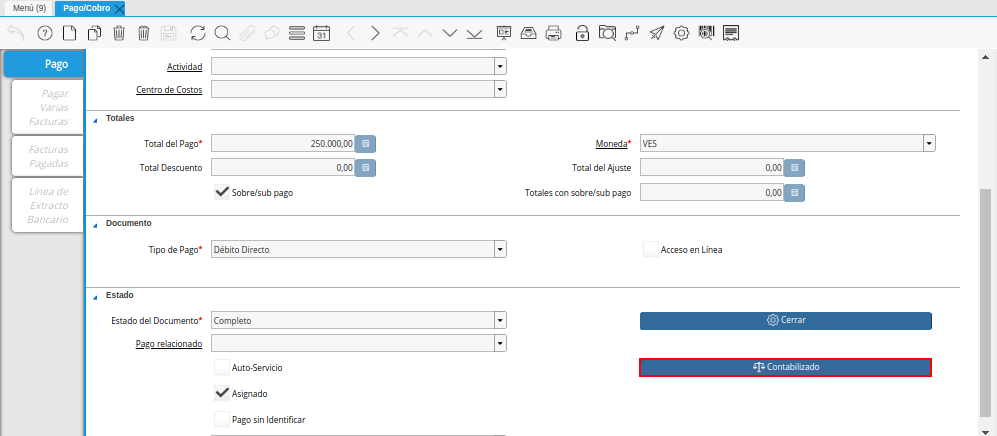 Menú (9) Pago/Cobro
31
Pago
Pagar
Varias
Facturas
Facturas
Pagadas
Línea de
Extracto
Bancario
Actividad
Centro de Costos
Totales
Total del Pago* 250.000,00 Moneda* VES
Total Descuento 0,00 Total del Ajuste 0,00
Sobre/sub pago Totales con sobre/sub pago 0,00
Documento
Tipo de Pago* Débito Directo Acceso en Línea
Estado
Estado del Documento* Completo Cerrar
Pago relacionado
Auto-Servicio Contabilizado
Asignado
Pago sin Identificar